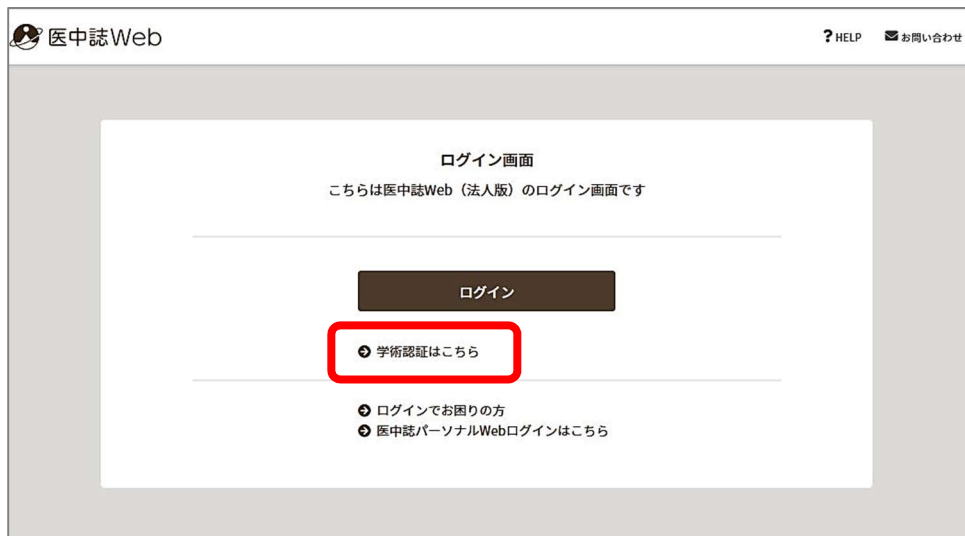 医中誌Web
?HELP
お問い合わせ
ログイン画面
こちらは医中誌Web（法人版）のログイン画面です
ログイン
学術認証はこちら
ログインでお困りの方
医中誌パーソナルWebログインはこちら